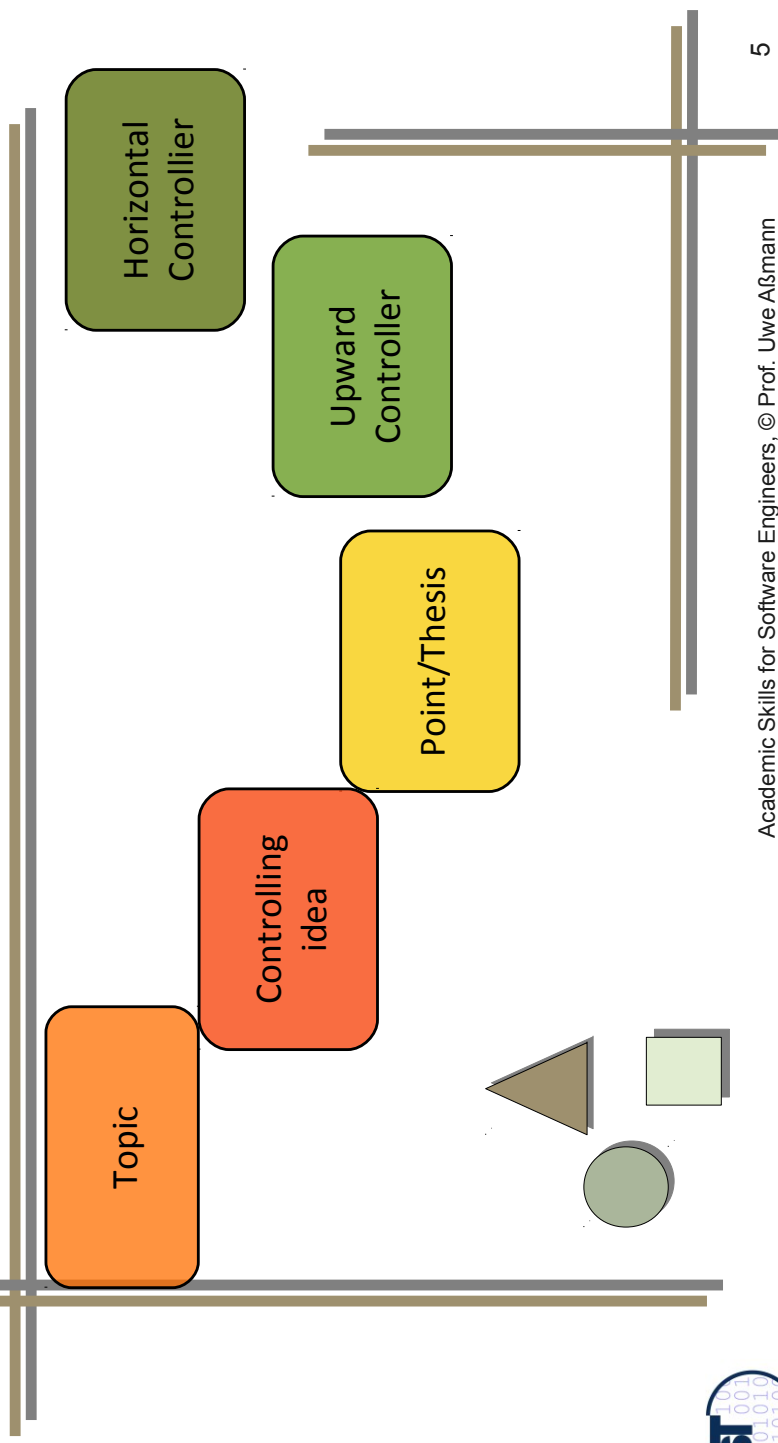 Topic
Controlling
idea
Point/Thesis
Upward
Controller
Horizontal
Controllier
Academic Skills for Software Engineers, © Prof. Uwe Aßmann
5